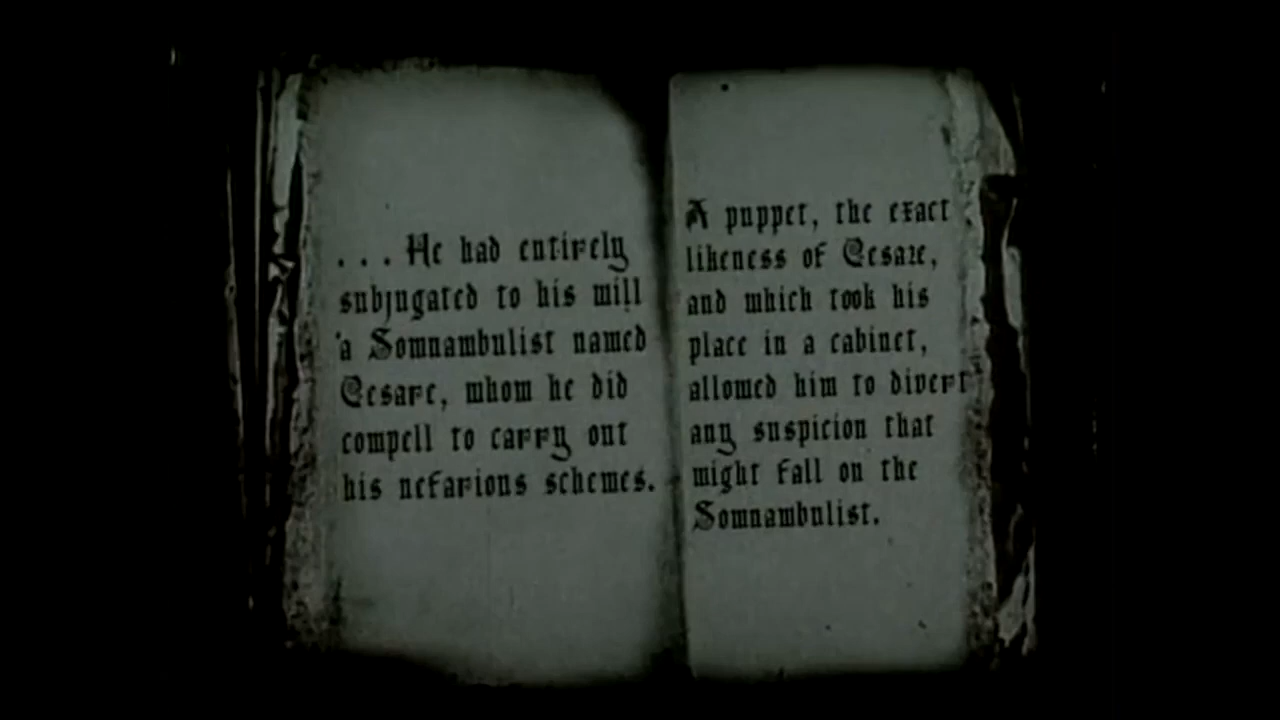 . . . He had entirely
subjugated to his will
a Somnambulist named
Cesare, whom he did
compell to carry out
his nefarious schemes.
A puppet, the exact
likeness of Cesare,
and which took his
place in a cabinet,
allowed him to divert
any suspicion that
might fall on the
Somnambulist.